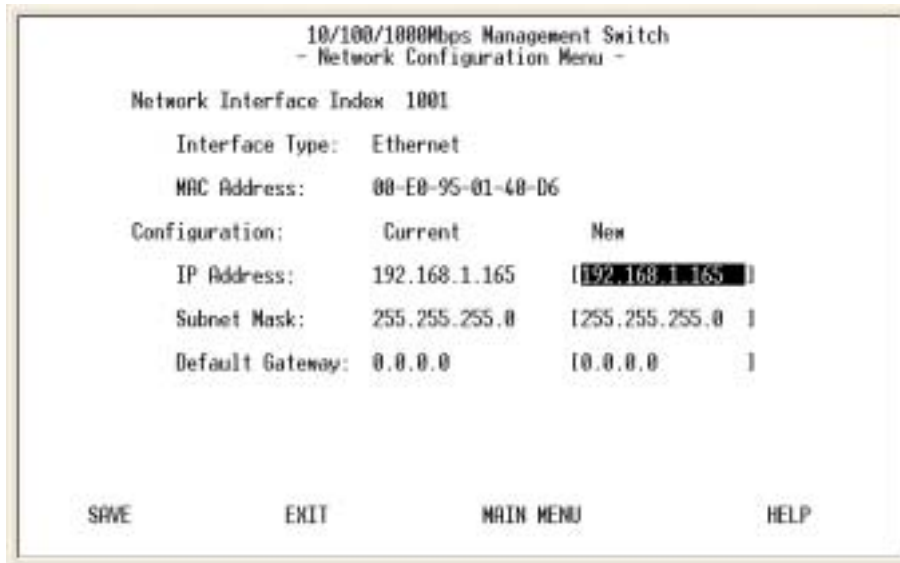 10/100/1000Mbps Management Switch
- Network Configuration Menu -
Network Interface Index 1001
Interface Type: Ethernet
MAC Address: 00-E0-95-01-40-D6
Configuration: Current New
IP Address: 192.168.1.165 [192.168.1.165 ]
Subnet Mask: 255.255.255.0 [255.255.255.0 ]
Default Gateway: 0.0.0.0 [0.0.0.0 ]
SAVE EXIT MAIN MENU HELP